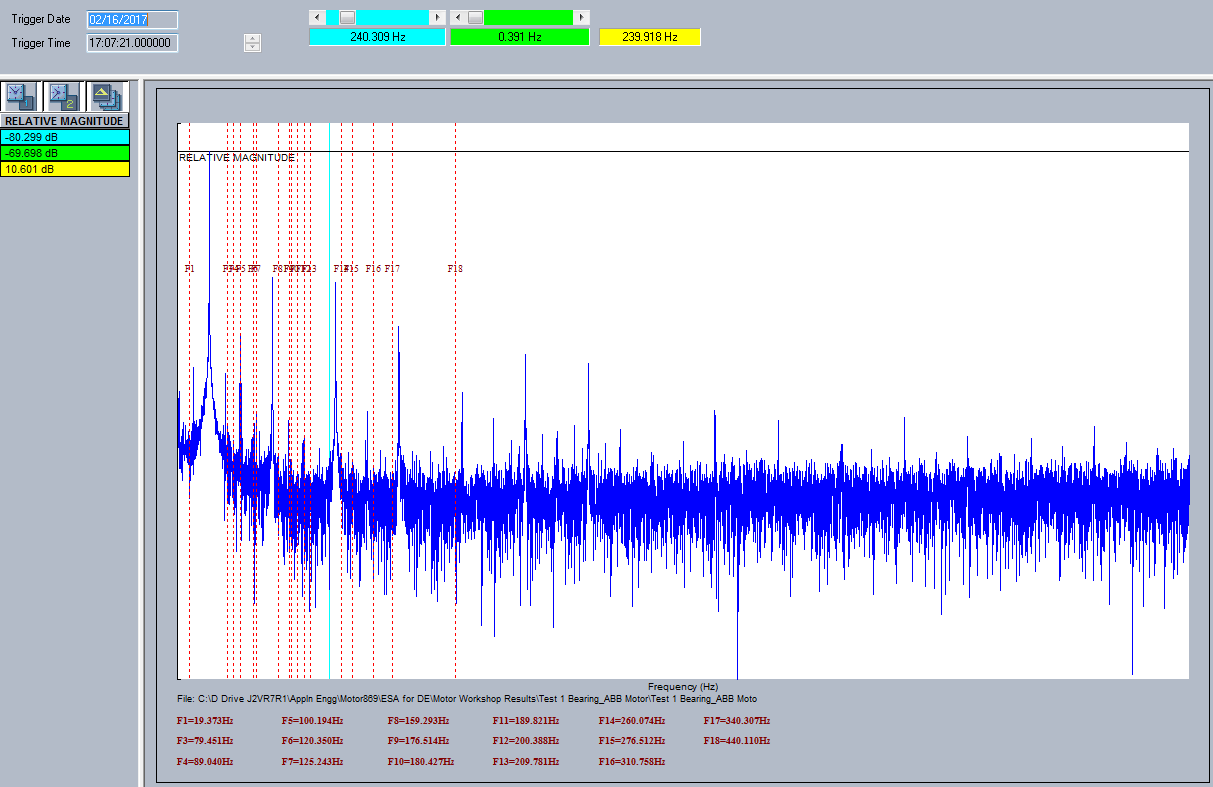 Trigger Date 02/16/2017
Trigger Time 17:07:21.000000
240.309 Hz 0.391 Hz 239.918 Hz
1 2
RELATIVE MAGNITUDE
-80.299 dB
-69.698 dB
10.601 dB
RELATIVE MAGNITUDE
F1 F16 F17 F18
Frequency (Hz)
File: C:\D Drive J2VR7R1\Appln Engg\Motor869\ESA for DE\Motor Workshop Results\Test 1 Bearing_ABB Motor\Test 1 Bearing_ABB Moto
F1=19.373Hz F5=100.194Hz F8=159.293Hz F11=189.821Hz F14=260.074Hz F17=340.307Hz
F3=79.451Hz F6=120.350Hz F9=176.514Hz F12=200.388Hz F15=276.512Hz F18=440.110Hz
F4=89.040Hz F7=125.243Hz F10=180.427Hz F13=209.781Hz F16=310.758Hz